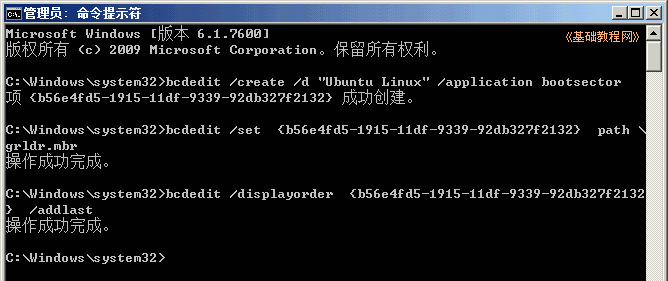 管理员: 命令提示符
Microsoft Windows [版本 6.1.7600]
《基础教程网》
版权所有 (c) 2009 Microsoft Corporation。保留所有权利。
C:\Windows\system32>bcdedit /create /d "Ubuntu Linux" /application bootsector
项 {b56e4fd5-1915-11df-9339-92db327f2132} 成功创建。
C:\Windows\system32>bcdedit /set  {b56e4fd5-1915-11df-9339-92db327f2132}  path \
grldr.mbr
操作成功完成。
C:\Windows\system32>bcdedit /displayorder  {b56e4fd5-1915-11df-9339-92db327f2132
}  /addlast
操作成功完成。
C:\Windows\system32>